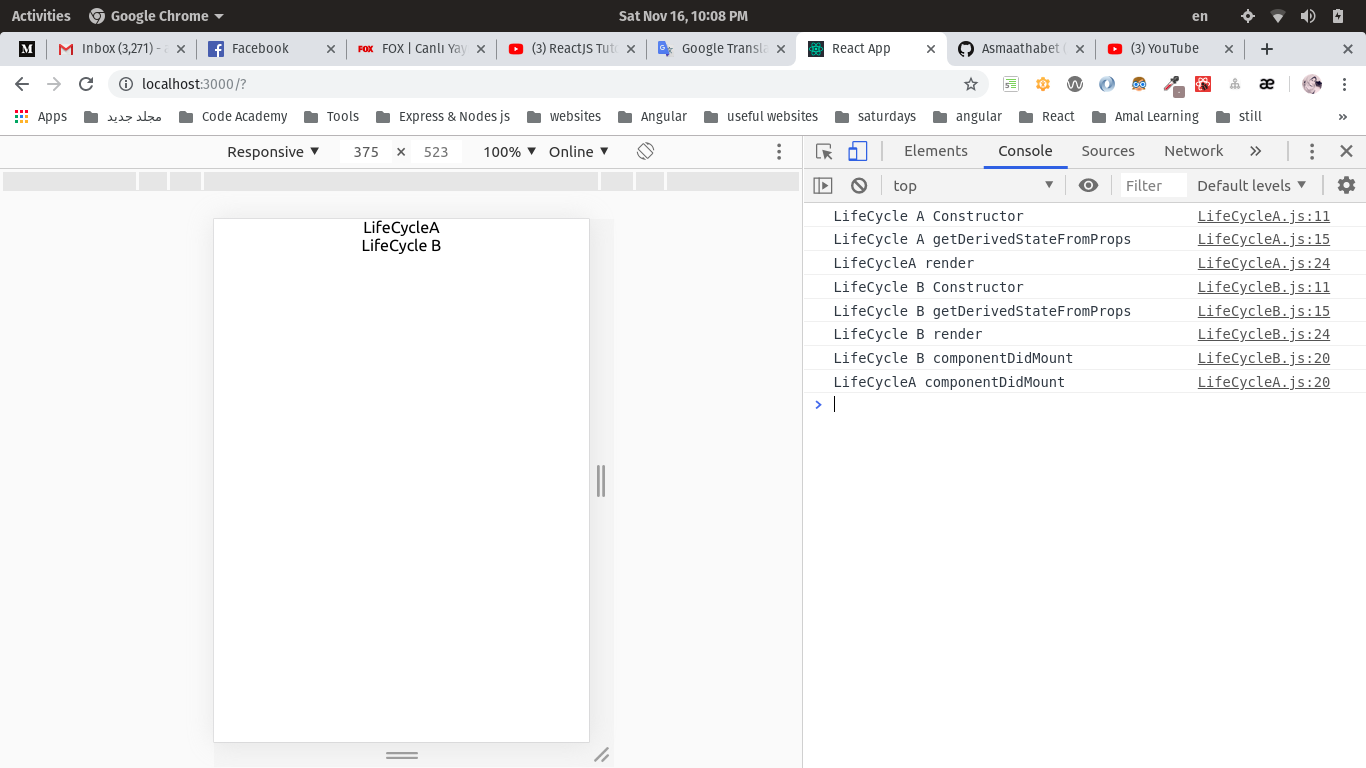 Activities Google Chrome Sat Nov 16, 10:08 PM en
Inbox (3,271) - Facebook FOX | Canlı Yay (3) ReactJS Tut Google Transla React App Asmaathabet ( (3) YouTube
localhost:3000/?
Apps مجلد جديد Code Academy Tools Express & Nodes js websites Angular useful websites saturdays angular React Amal Learning still »
Responsive 375 × 523 100% Online Elements Console Sources Network »
top Filter Default levels
LifeCycleA
LifeCycle B
LifeCycle A Constructor LifeCycleA.js:11
LifeCycle A getDerivedStateFromProps LifeCycleA.js:15
LifeCycleA render LifeCycleA.js:24
LifeCycle B Constructor LifeCycleB.js:11
LifeCycle B getDerivedStateFromProps LifeCycleB.js:15
LifeCycle B render LifeCycleB.js:24
LifeCycle B componentDidMount LifeCycleB.js:20
LifeCycleA componentDidMount LifeCycleA.js:20